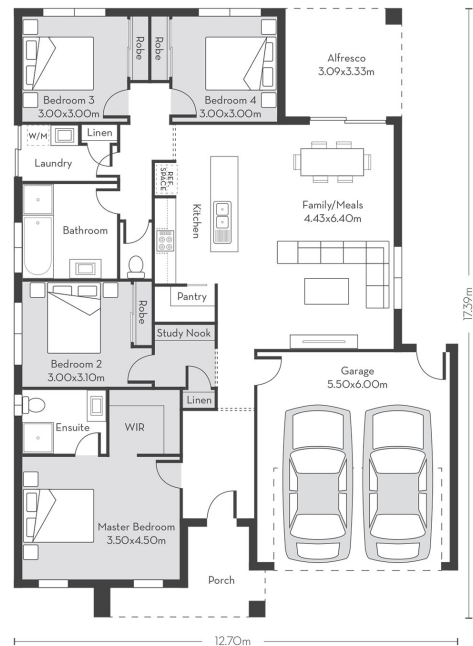 Bedroom 3
3.00x3.00m
Robe
Robe
Bedroom 4
3.00x3.00m
Alfresco
3.09x3.33m
W/M
Linen
Laundry
REF.
SPACE
Kitchen
Family/Meals
4.43x6.40m
Bathroom
Pantry
Robe
Study Nook
Bedroom 2
3.00x3.10m
Garage
5.50x6.00m
Linen
Ensuite
WIR
Master Bedroom
3.50x4.50m
Porch
17.39m
12.70m